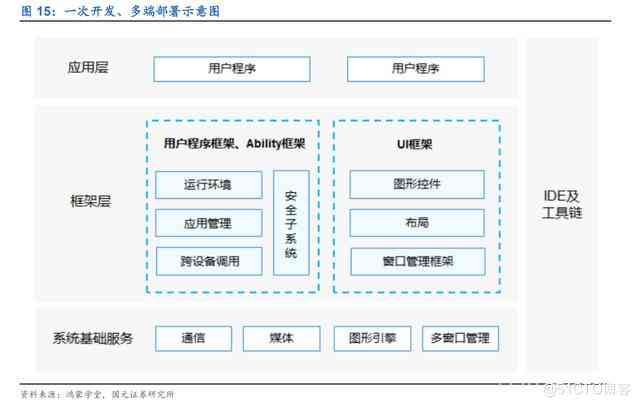 图 15：一次开发、多端部署示意图
应用层
用户程序
用户程序
框架层
用户程序框架、Ability框架
运行环境
应用管理
跨设备调用
安全子系统
UI框架
图形控件
布局
窗口管理框架
系统基础服务
通信
媒体
图形引擎
多窗口管理
IDE及
工具链
资料来源：鸿蒙学堂，国元证券研究所
@51CTO博客